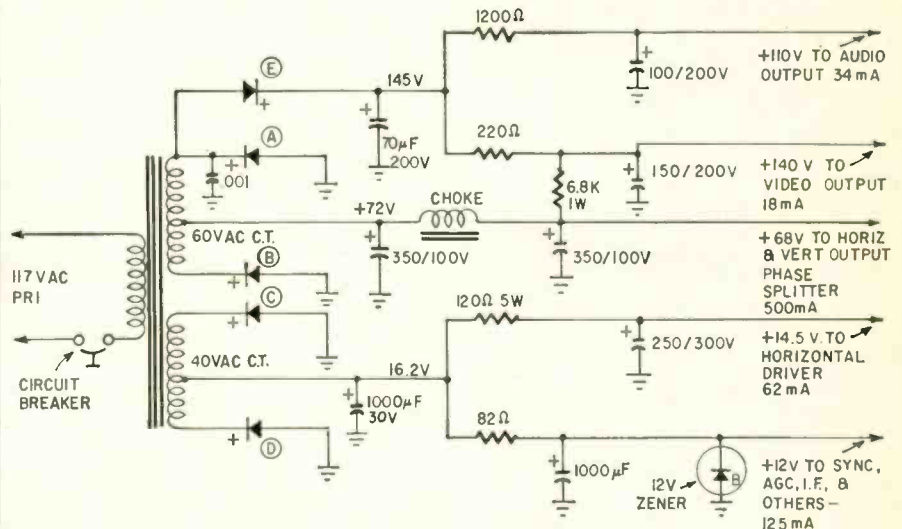 1200Ω
+110V TO AUDIO
OUTPUT 34mA
+
100/200V
E
+
145V
+
70µF
200V
A
+
.001
220Ω
+
150/200V
+140 V TO
VIDEO OUTPUT
18mA
6.8K
1W
+72V
CHOKE
60VAC C.T.
+
350/100V
+
350/100V
+68V TO HORIZ
& VERT OUTPUT
PHASE
SPLITTER
500mA
B
+
117VAC
PRI
CIRCUIT
BREAKER
C
+
40VAC C.T.
120Ω 5W
+
250/300V
+14.5 V. TO
HORIZONTAL
DRIVER
62mA
16.2V
+
1000µF
30V
D
+
82Ω
+
1000µF
12V
ZENER
B
+12V TO SYNC,
AGC, I.F., &
OTHERS—
125mA